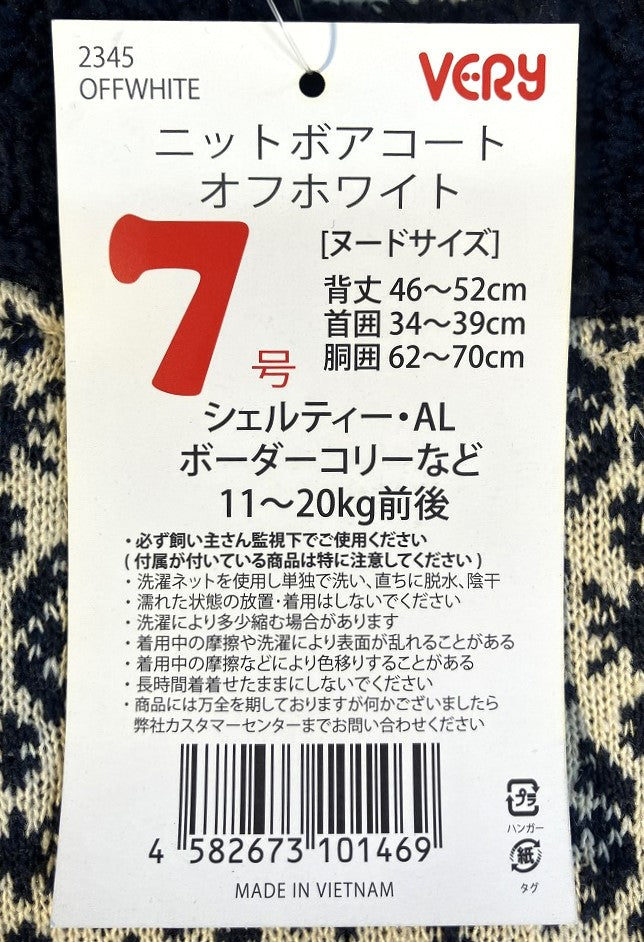 2345
OFFWHITE
VERY
ニットボアコート
オフホワイト
7号
[ヌードサイズ]
背丈 46～52cm
首囲 34～39cm
胴囲 62～70cm
シェルティー・AL
ボーダーコリーなど
11～20kg前後
・必ず飼い主さん監視下でご使用ください
(付属が付いている商品は特に注意してください)
・洗濯ネットを使用し単独で洗い、直ちに脱水、陰干
・濡れた状態の放置・着用はしないでください
・洗濯により多少縮む場合があります
・着用中の摩擦や洗濯により表面が乱れることがある
・着用中の摩擦などにより色移りすることがある
・長時間着着せたままにしないでください
・商品には万全を期しておりますが何かございましたら
弊社カスタマーセンターまでお問い合わせください
4 582673 101469
MADE IN VIETNAM
プラ
ハンガー
紙
タグ